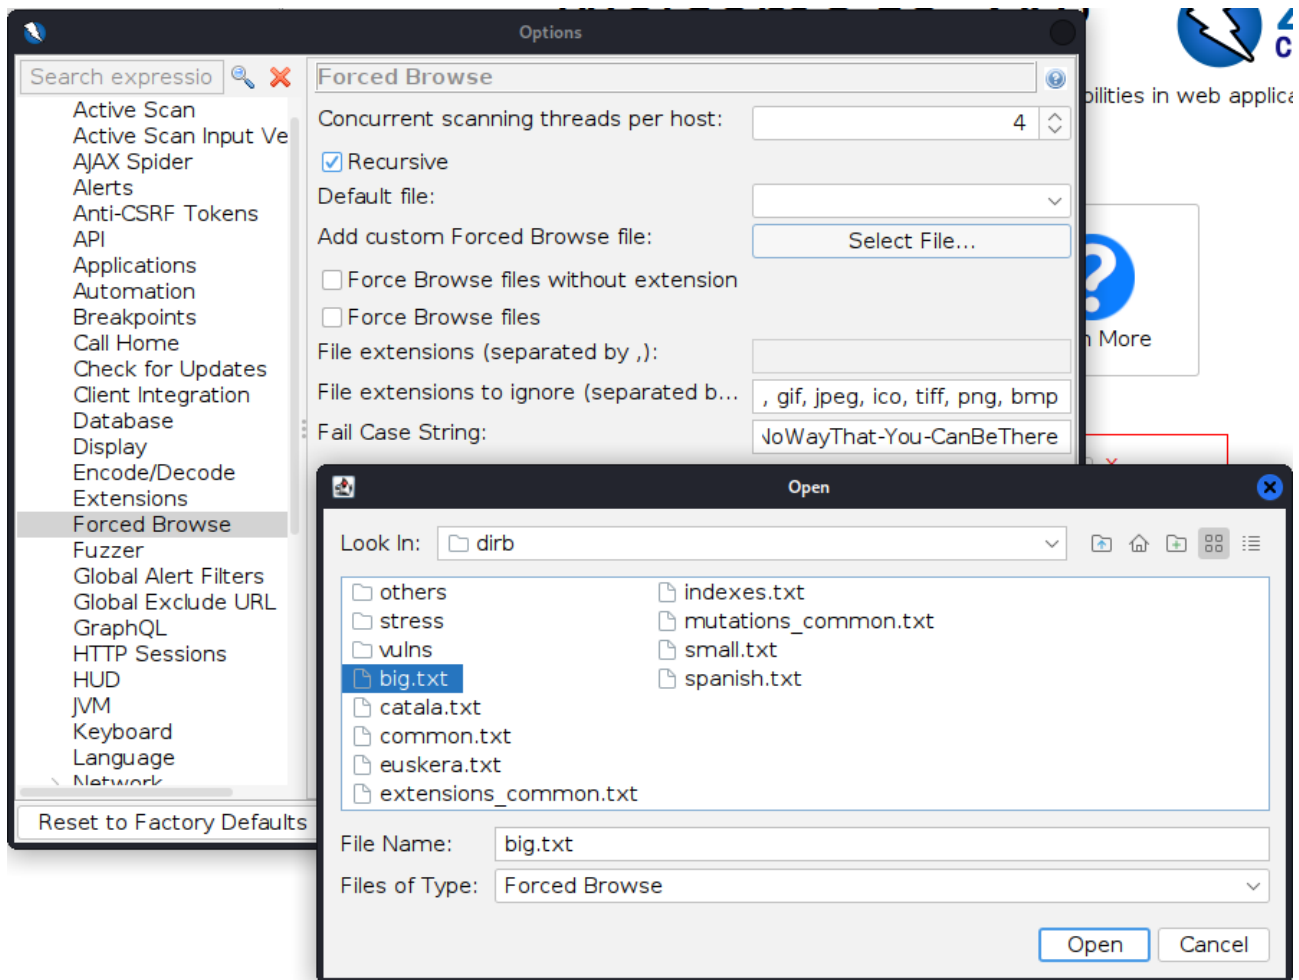 Options
Search expressio
Forced Browse
Active Scan
Active Scan Input Ve
AJAX Spider
Alerts
Anti-CSRF Tokens
API
Applications
Automation
Breakpoints
Call Home
Check for Updates
Client Integration
Database
Display
Encode/Decode
Extensions
Forced Browse
Fuzzer
Global Alert Filters
Global Exclude URL
GraphQL
HTTP Sessions
HUD
JVM
Keyboard
Language
Network
Reset to Factory Defaults
Concurrent scanning threads per host: 4
Recursive
Default file:
Add custom Forced Browse file: Select File...
Force Browse files without extension
Force Browse files
File extensions (separated by ,):
File extensions to ignore (separated b... , gif, jpeg, ico, tiff, png, bmp
Fail Case String: NoWayThat-You-CanBeThere
bilities in web applica
More
Open
Look In: dirb
others
stress
vulns
big.txt
catala.txt
common.txt
euskera.txt
extensions_common.txt
indexes.txt
mutations_common.txt
small.txt
spanish.txt
File Name: big.txt
Files of Type: Forced Browse
Open Cancel